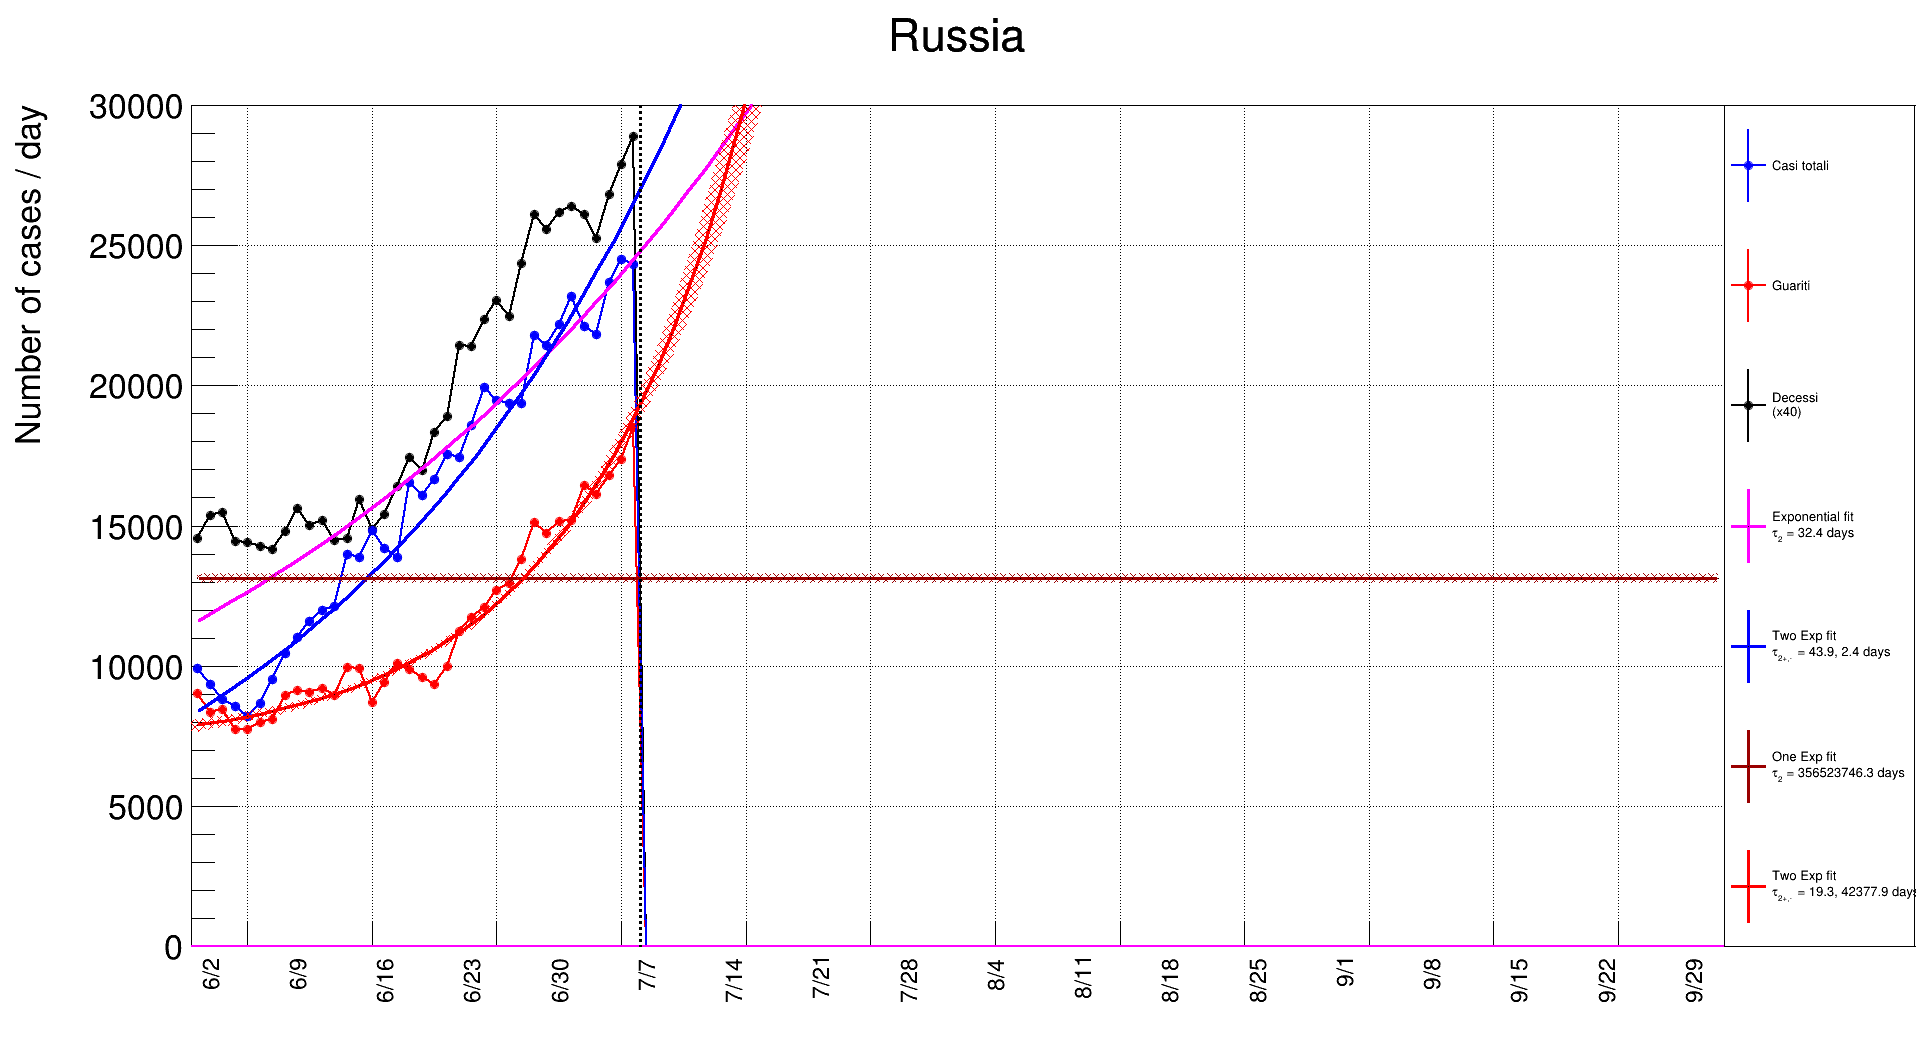 Russia
Number of cases / day
30000
25000
20000
15000
10000
5000
0
6/2
6/9
6/16
6/23
6/30
7/7
7/14
7/21
7/28
8/4
8/11
8/18
8/25
9/1
9/8
9/15
9/22
9/29
Casi totali
Guariti
Decessi
(x40)
Exponential fit
τ2 = 32.4 days
Two Exp fit
τ2+,- = 43.9, 2.4 days
One Exp fit
τ2 = 356523746.3 days
Two Exp fit
τ2+,- = 19.3, 42377.9 days